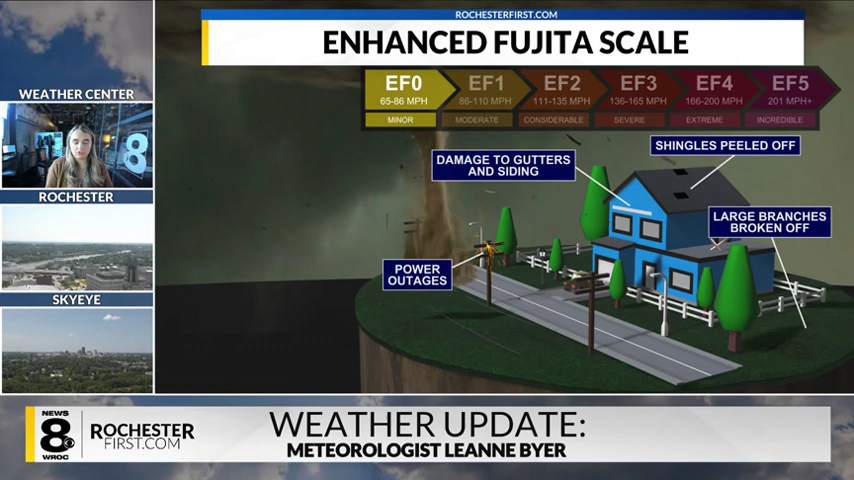 ROCHESTERFIRST.COM
ENHANCED FUJITA SCALE
EF0
65-86 MPH
MINOR
EF1
86-110 MPH
MODERATE
EF2
111-135 MPH
CONSIDERABLE
EF3
136-165 MPH
SEVERE
EF4
166-200 MPH
EXTREME
EF5
201 MPH+
INCREDIBLE
WEATHER CENTER
8
ROCHESTER
SKYEYE
SHINGLES PEELED OFF
DAMAGE TO GUTTERS
AND SIDING
LARGE BRANCHES
BROKEN OFF
POWER
OUTAGES
NEWS
8
WROC
ROCHESTER
FIRST.COM
WEATHER UPDATE:
METEOROLOGIST LEANNE BYER